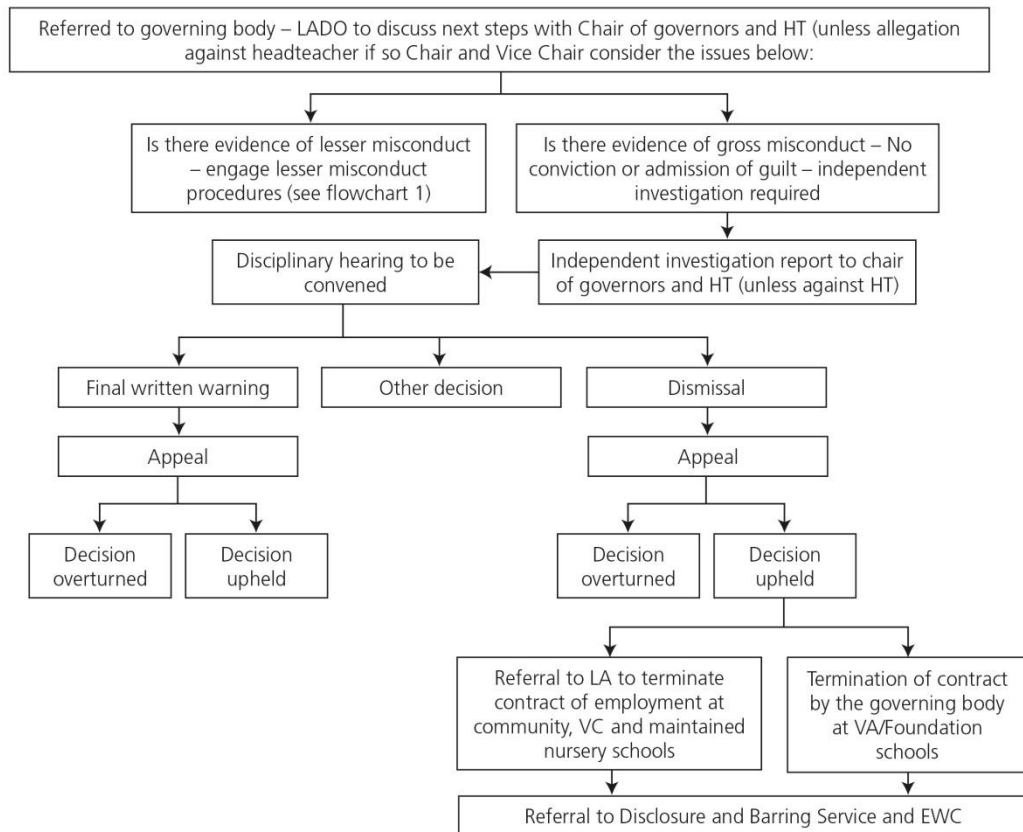 Referred to governing body – LADO to discuss next steps with Chair of governors and HT (unless allegation
against headteacher if so Chair and Vice Chair consider the issues below:
Is there evidence of lesser misconduct
– engage lesser misconduct
procedures (see flowchart 1)
Is there evidence of gross misconduct – No
conviction or admission of guilt – independent
investigation required
Disciplinary hearing to be
convened
Independent investigation report to chair
of governors and HT (unless against HT)
Final written warning
Other decision
Dismissal
Appeal
Appeal
Decision
overturned
Decision
upheld
Decision
overturned
Decision
upheld
Referral to LA to terminate
contract of employment at
community, VC and maintained
nursery schools
Termination of contract
by the governing body
at VA/Foundation
schools
Referral to Disclosure and Barring Service and EWC